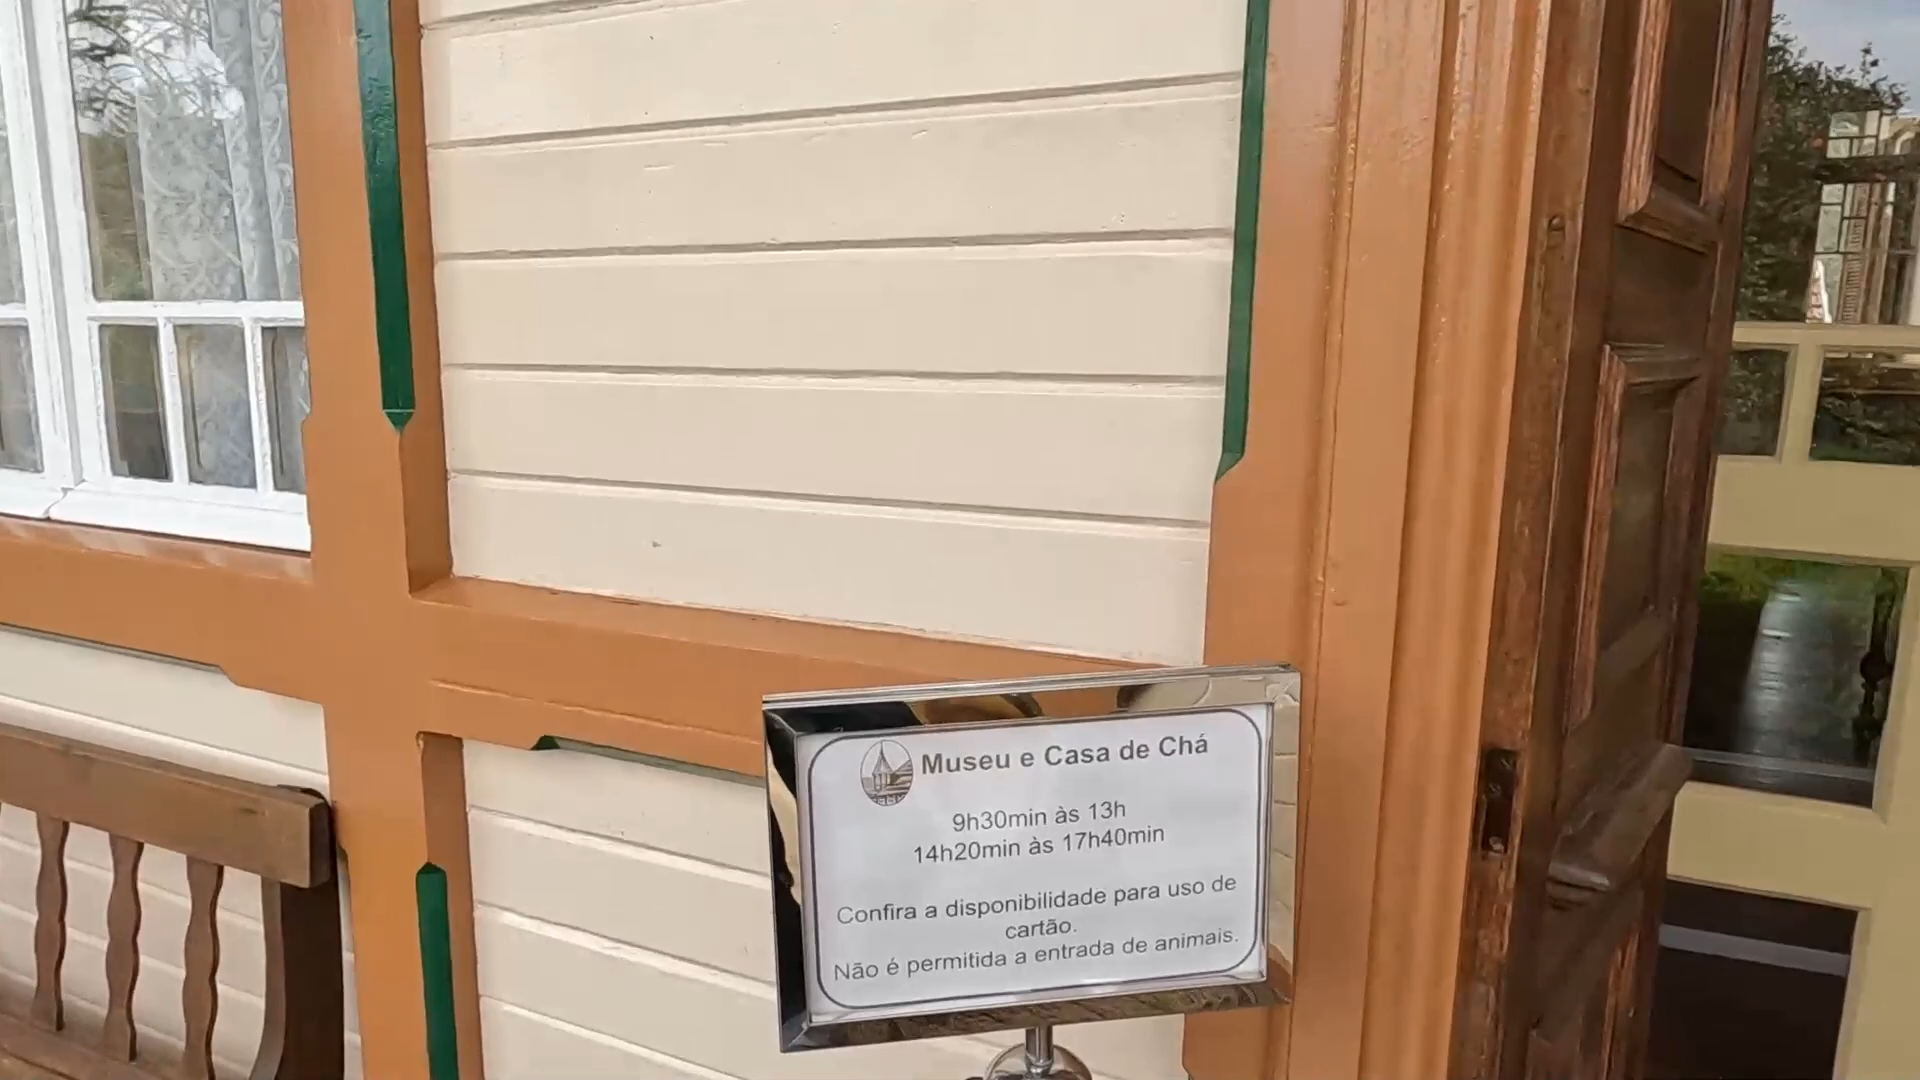 Museu e Casa de Chá
9h30min às 13h
14h20min às 17h40min
Confira a disponibilidade para uso de
cartão.
Não é permitida a entrada de animais.